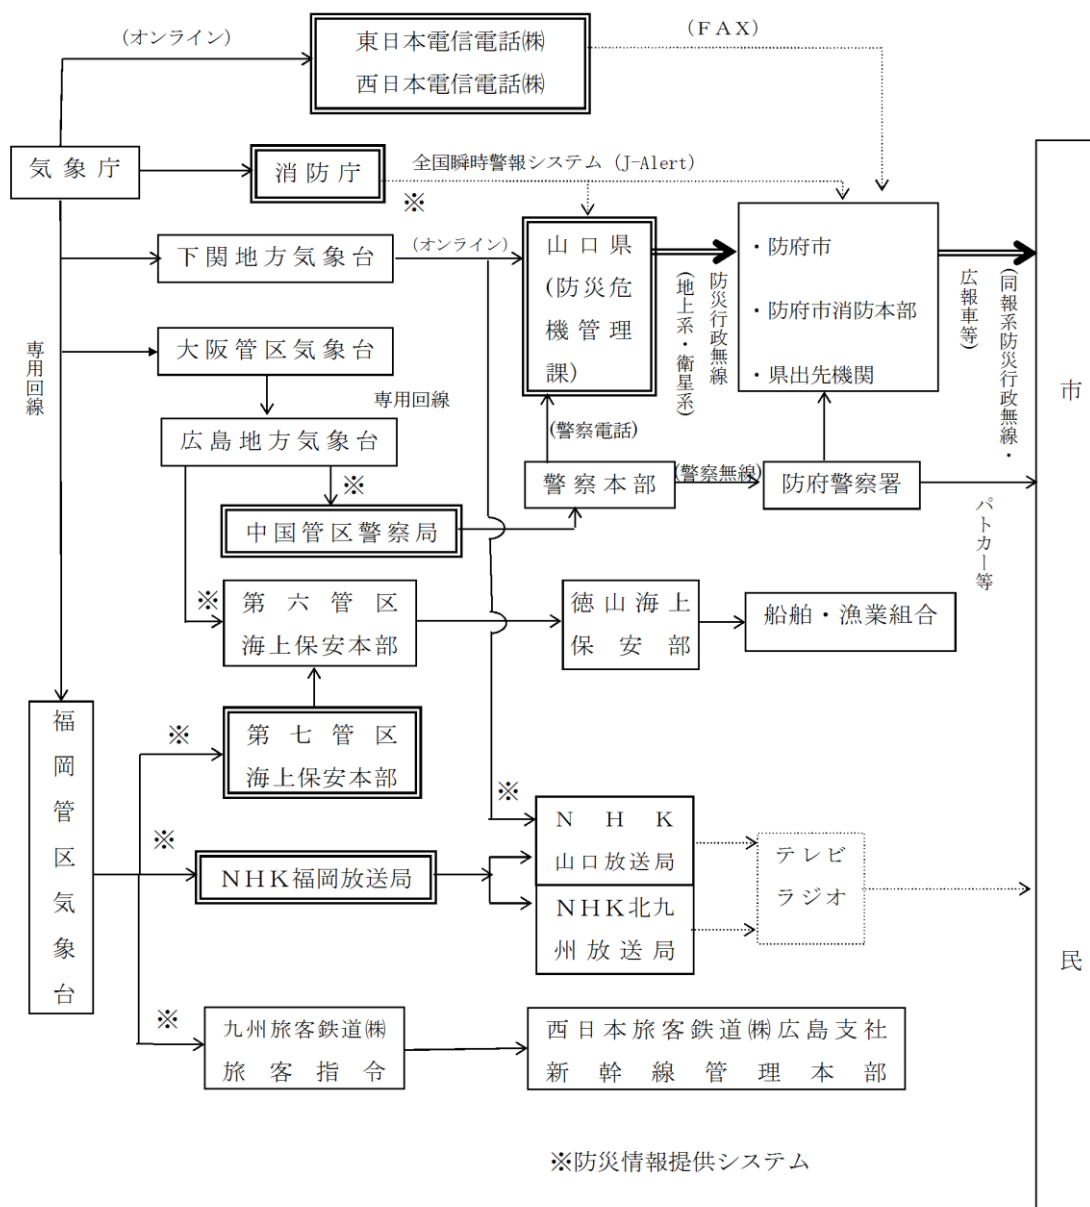 (オンライン)
東日本電信電話㈱
西日本電信電話㈱
(ＦＡＸ)
気象庁
消防庁
全国瞬時警報システム (J-Alert)
※
下関地方気象台
(オンライン)
山口県
(防災危
機管理
課)
防災行政無線
(地上系・衛星系)
・防府市
・防府市消防本部
・県出先機関
(同報系防災行政無線・
広報車等)
専用回線
大阪管区気象台
専用回線
広島地方気象台
※
(警察電話)
警察本部
(警察無線)
防府警察署
パトカー等
中国管区警察局
※
第六管区
海上保安本部
徳山海上
保安部
船舶・漁業組合
福岡管区気象台
※
第七管区
海上保安本部
※
ＮＨＫ
山口放送局
テレビ
ラジオ
※
NHK福岡放送局
NHK北九
州放送局
※
九州旅客鉄道㈱
旅客指令
西日本旅客鉄道㈱広島支社
新幹線管理本部
市民
※防災情報提供システム